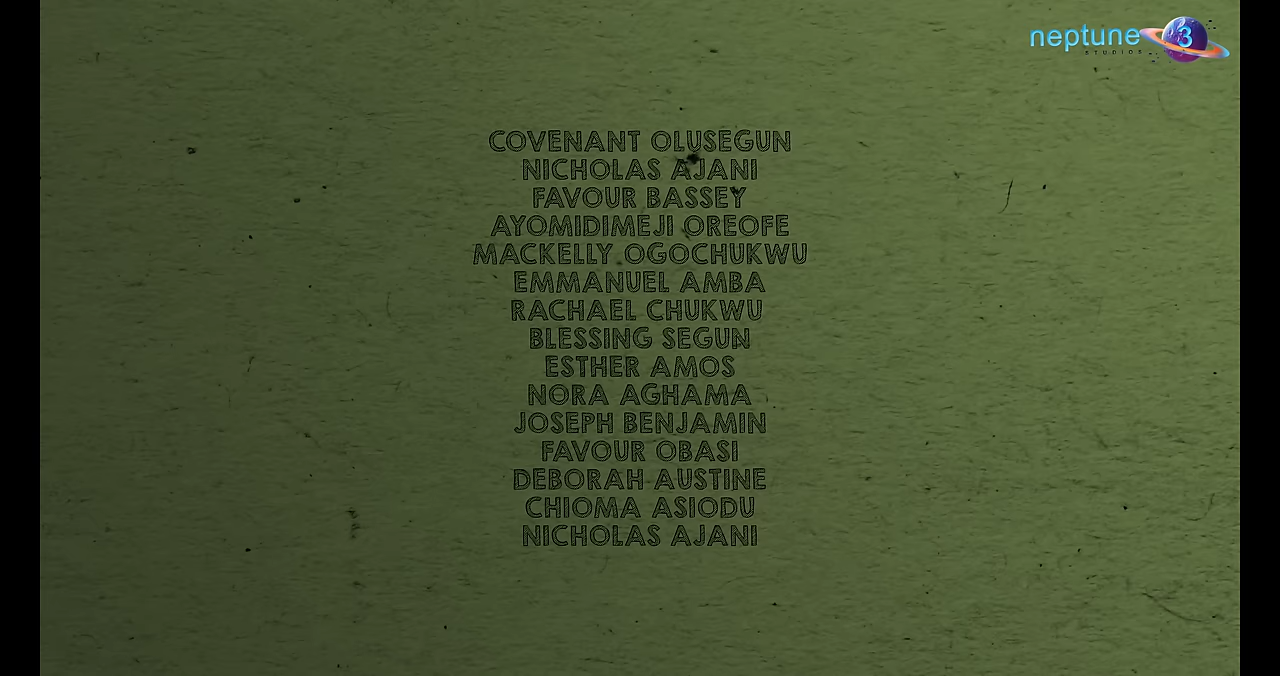 neptune 3
STUDIOS
COVENANT OLUSEGUN
NICHOLAS AJANI
FAVOUR BASSEY
AYOMIDIMEJI OREOFE
MACKELLY OGOCHUKWU
EMMANUEL AMBA
RACHAEL CHUKWU
BLESSING SEGUN
ESTHER AMOS
NORA AGHAMA
JOSEPH BENJAMIN
FAVOUR OBASI
DEBORAH AUSTINE
CHIOMA ASIODU
NICHOLAS AJANI